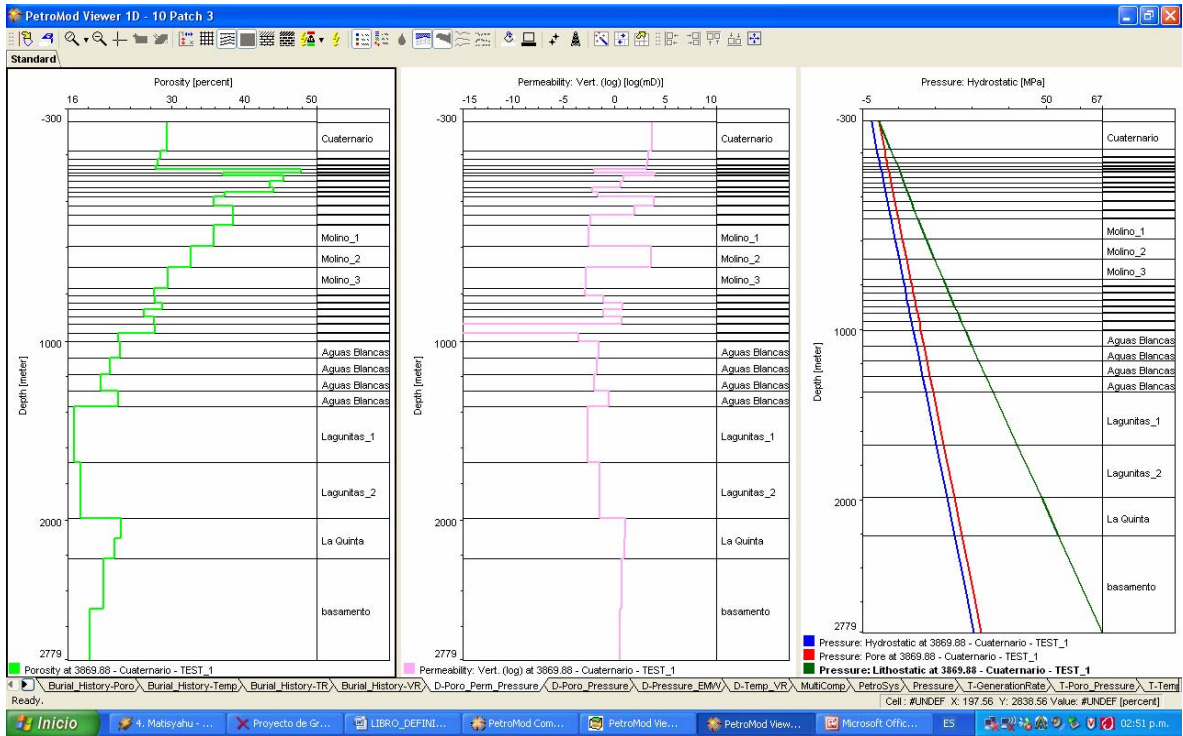 PetroMod Viewer 1D - 10 Patch 3
Standard
Porosity [percent]
16 30 40 50
-300
1000
2000
2779
2779
Depth [meter]
Cuaternario
Molino_1
Molino_2
Molino_3
Aguas Blancas
Aguas Blancas
Aguas Blancas
Aguas Blancas
Lagunitas_1
Lagunitas_2
La Quinta
basamento
Porosity at 3869.88 - Cuaternario - TEST_1
Permeability: Vert. (log) [log(mD)]
-15 -10 -5 0 5 10
-300
1000
2000
2779
2779
Depth [meter]
Cuaternario
Molino_1
Molino_2
Molino_3
Aguas Blancas
Aguas Blancas
Aguas Blancas
Aguas Blancas
Lagunitas_1
Lagunitas_2
La Quinta
basamento
Permeability: Vert. (log) at 3869.88 - Cuaternario - TEST_1
Pressure: Hydrostatic [MPa]
-5 50 67
-300
1000
2000
2779
Depth [meter]
Cuaternario
Molino_1
Molino_2
Molino_3
Aguas Blancas
Aguas Blancas
Aguas Blancas
Aguas Blancas
Lagunitas_1
Lagunitas_2
La Quinta
basamento
Pressure: Hydrostatic at 3869.88 - Cuaternario - TEST_1
Pressure: Pore at 3869.88 - Cuaternario - TEST_1
Pressure: Lithostatic at 3869.88 - Cuaternario - TEST_1
Burial_History-Poro Burial_History-Temp Burial_History-TR Burial_History-VR D-Poro_Perm_Pressure D-Poro_Pressure D-Pressure_EMW D-Temp_VR MultiComp PetroSys Pressure T-GenerationRate T-Poro_Pressure T-Temp
Ready.
Cell : #UNDEF X: 197.56 Y: 2838.56 Value: #UNDEF [percent]
Inicio
4. Matisyahu - ...
Proyecto de Gr...
LIBRO_DEFINI...
PetroMod Com...
PetroMod Vie...
PetroMod View...
Microsoft Offic...
ES
02:51 p.m.